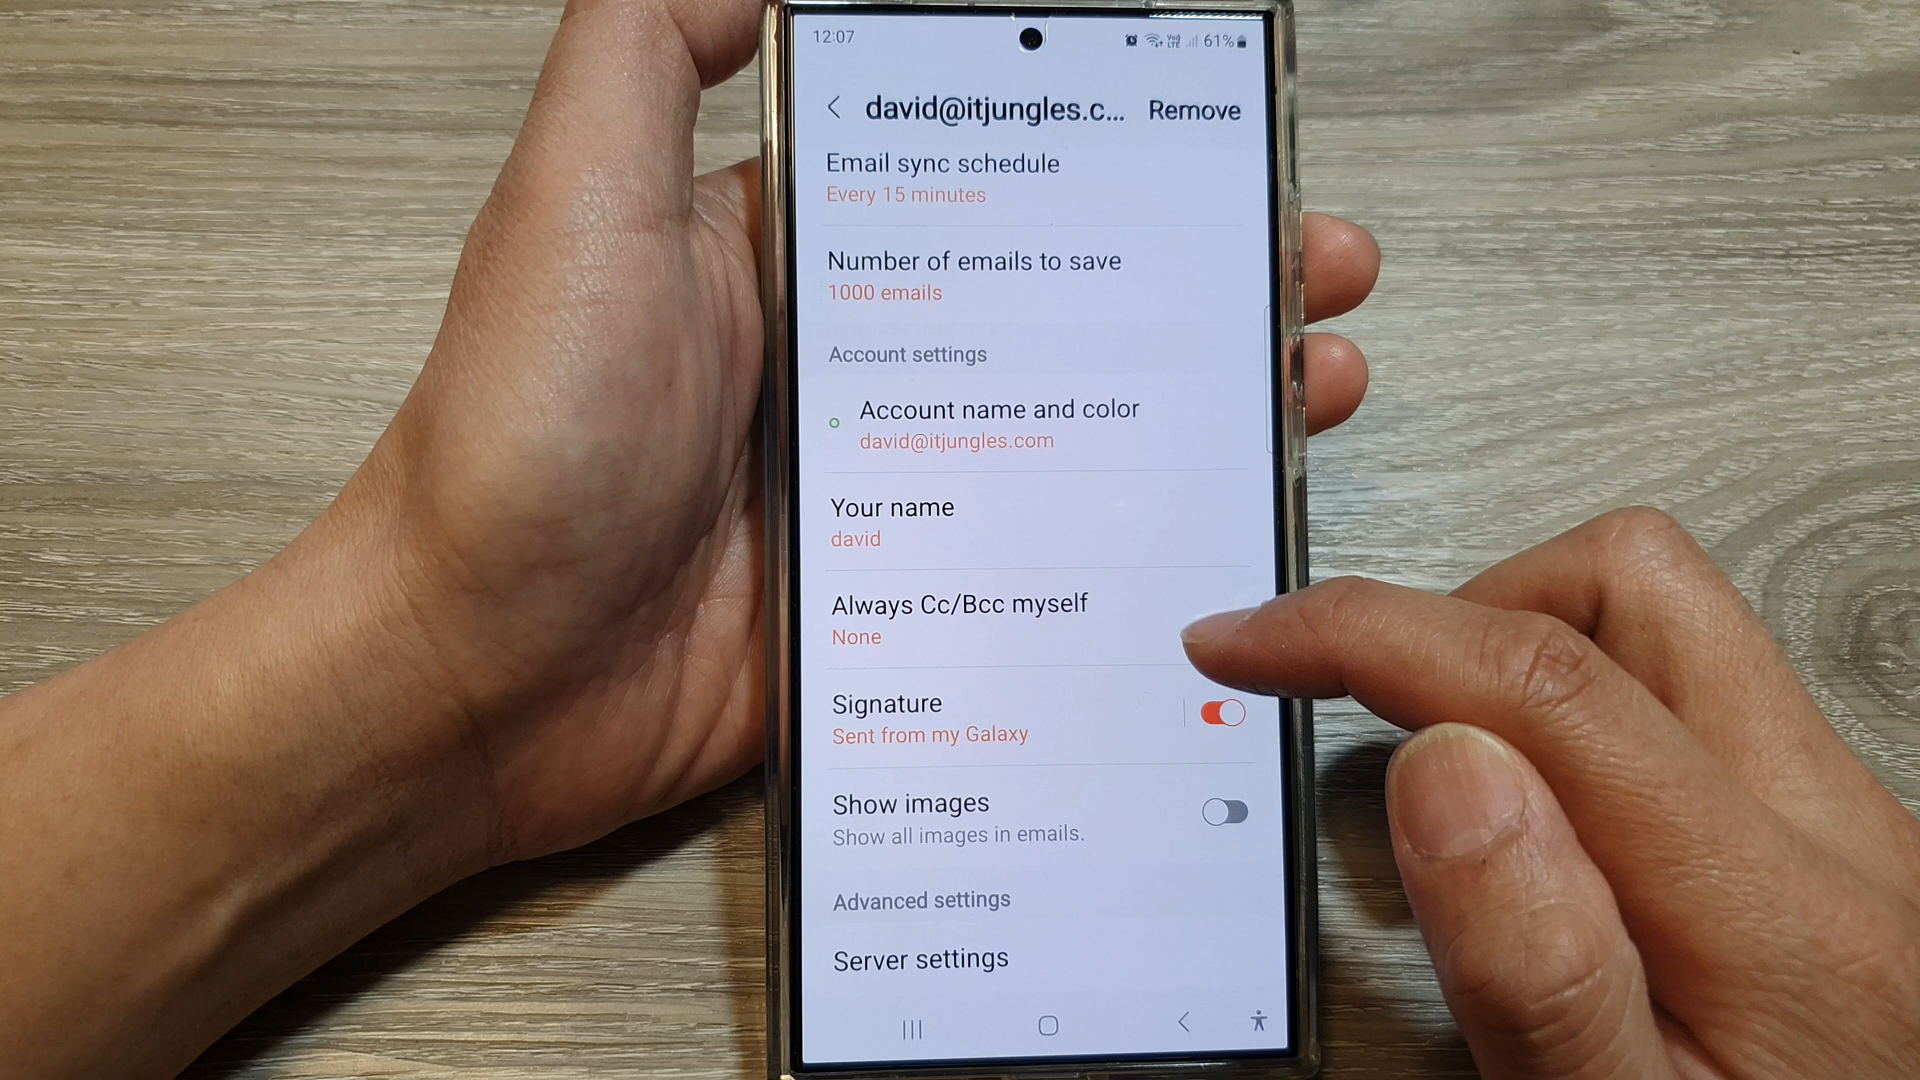 12:07
Vo) LTE 61%
david@itjungles.c... Remove
Email sync schedule
Every 15 minutes
Number of emails to save
1000 emails
Account settings
Account name and color
david@itjungles.com
Your name
david
Always Cc/Bcc myself
None
Signature
Sent from my Galaxy
Show images
Show all images in emails.
Advanced settings
Server settings